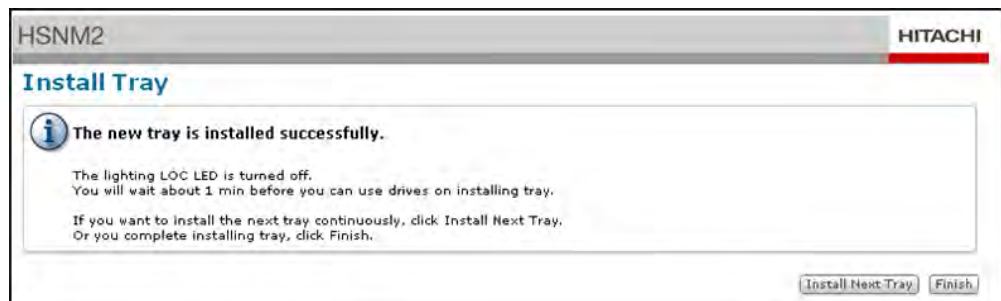 HSNM2
HITACHI
Install Tray
The new tray is installed successfully.
The lighting LOC LED is turned off.
You will wait about 1 min before you can use drives on installing tray.
If you want to install the next tray continuously, click Install Next Tray.
Or you complete installing tray, click Finish.
Install Next Tray
Finish